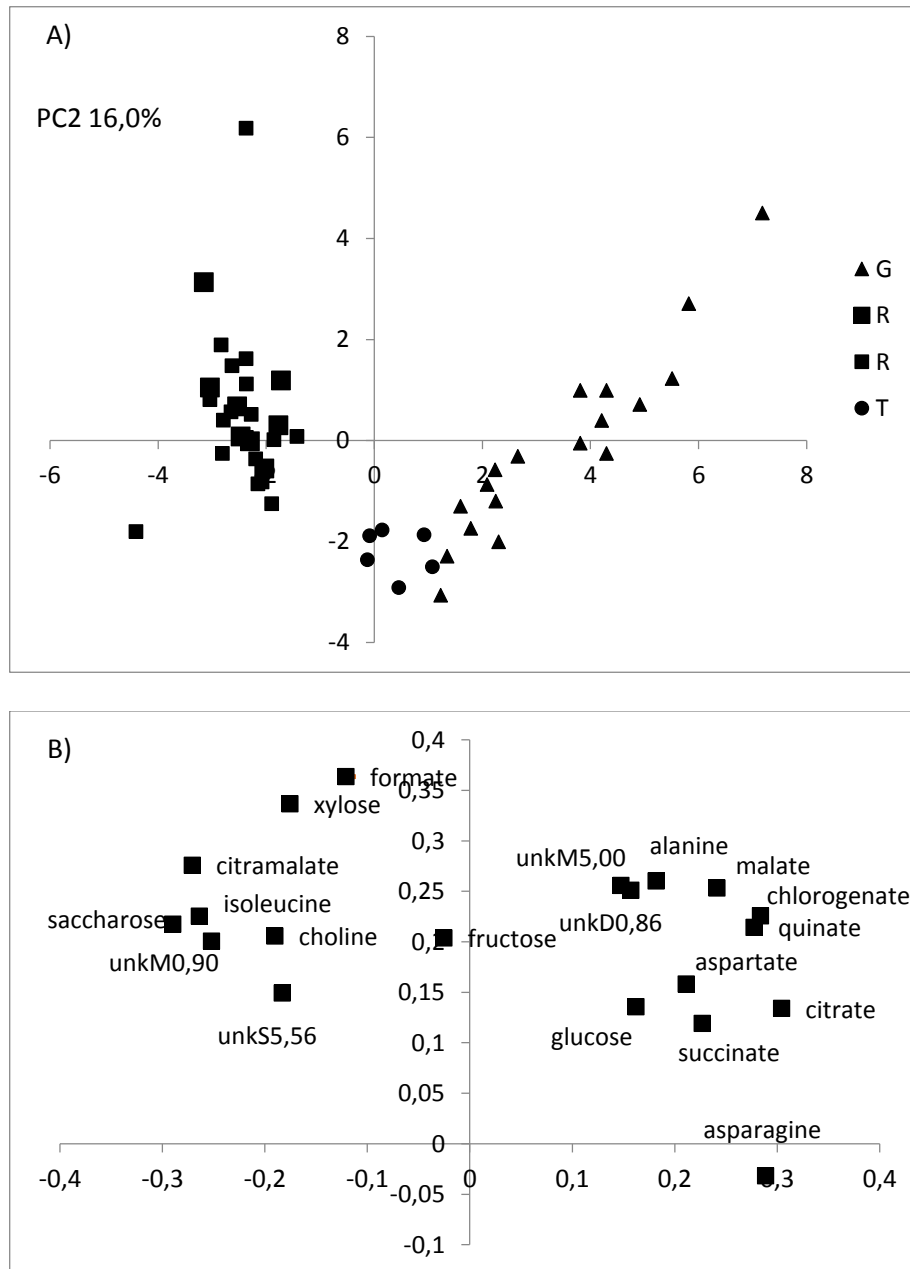 A)
8
PC2 16,0%
6
4
G
R
2
R
T
0
-6
-4
-2
0
2
4
6
8
-2
-4
B)
0,4
formate
0,35
xylose
0,3
alanine
unkM5,00
malate
citramalate
0,25
chlorogenate
isoleucine
saccharose
unkD0,86
quinate
choline
0,2
fructose
unkM0,90
aspartate
0,15
citrate
unkS5,56
glucose
0,1
succinate
0,05
asparagine
0
-0,4
-0,3
-0,2
-0,1
0
0,1
0,2
0,3
0,4
-0,05
-0,1